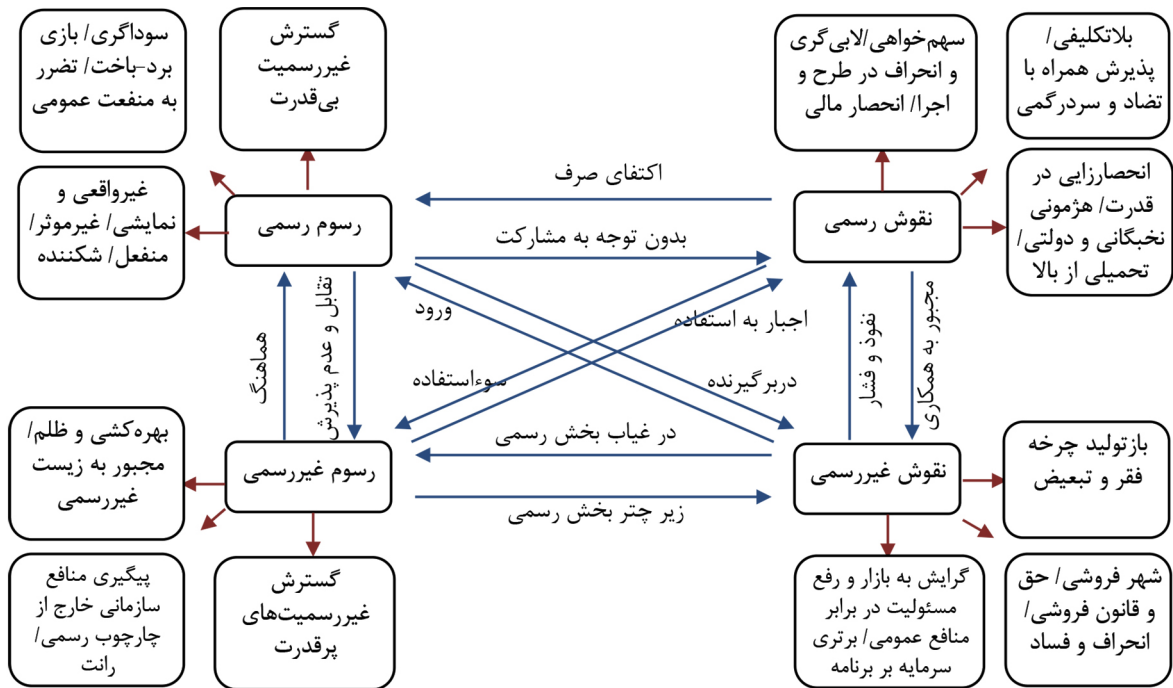 بلاتکلیفی/
پذیرش همراه با
تضاد و سردرگمی
سهم‌خواهی/لابی‌گری
و انحراف در طرح و
اجرا/ انحصار مالی
گسترش
غیررسمیت
بی‌قدرت
سوداگری/ بازی
برد-باخت/ تضرر
به منفعت عمومی
انحصارزایی در
قدرت/ هژمونی
نخبگانی و دولتی/
تحمیلی از بالا
نقوش رسمی
اکتفای صرف
بدون توجه به مشارکت
رسوم رسمی
غیرواقعی و
نمایشی/ غیرموثر/
منفعل/ شکننده
مجبور به همکاری
نفوذ و فشار
اجبار به استفاده
ورود
تقابل و عدم پذیرش
هماهنگ
دربرگیرنده
سوءاستفاده
بازتولید چرخه
فقر و تبعیض
نقوش غیررسمی
در غیاب بخش رسمی
زیر چتر بخش رسمی
رسوم غیررسمی
بهره‌کشی و ظلم/
مجبور به زیست
غیررسمی
شهر فروشی/ حق
و قانون فروشی/
انحراف و فساد
گرایش به بازار و رفع
مسئولیت در برابر
منافع عمومی/ برتری
سرمایه بر برنامه
گسترش
غیررسمیت‌های
پرقدرت
پیگیری منافع
سازمانی خارج از
چارچوب رسمی/
رانت